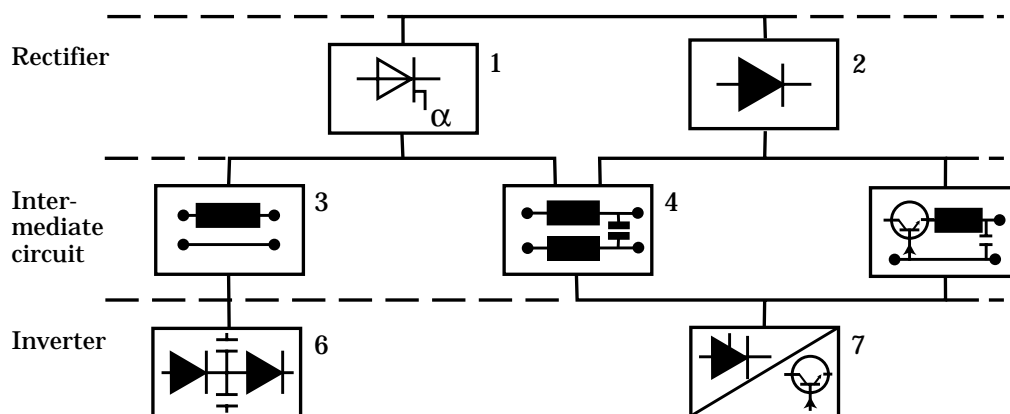 Rectifier
1
2
α
Inter-
mediate
circuit
3
4
Inverter
6
7